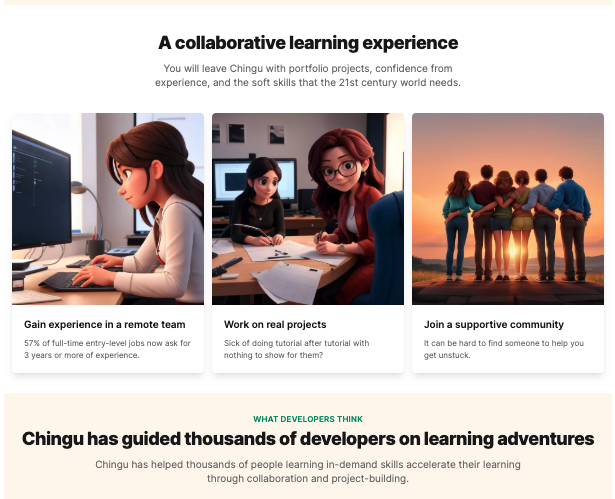 A collaborative learning experience
You will leave Chingu with portfolio projects, confidence from
experience, and the soft skills that the 21st century world needs.
Gain experience in a remote team
57% of full-time entry-level jobs now ask for
3 years or more of experience.
Work on real projects
Sick of doing tutorial after tutorial with
nothing to show for them?
Join a supportive community
It can be hard to find someone to help you
get unstuck.
WHAT DEVELOPERS THINK
Chingu has guided thousands of developers on learning adventures
Chingu has helped thousands of people learning in-demand skills accelerate their learning
through collaboration and project-building.